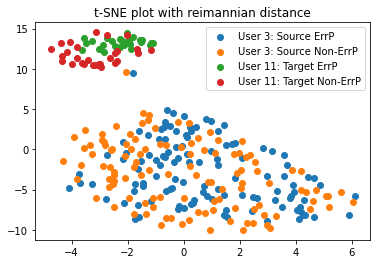 t-SNE plot with reimannian distance
User 3: Source ErrP
User 3: Source Non-ErrP
User 11: Target ErrP
User 11: Target Non-ErrP
15
10
5
0
−5
−10
−4 −2 0 2 4 6